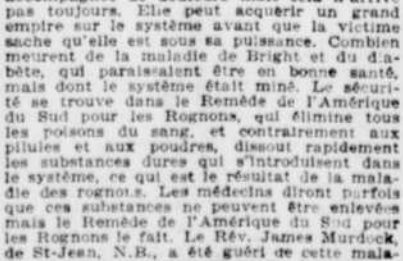 pas toujours. Elle peut acquérir un grand
empire sur le système avant que la victime
sache qu'elle est sous sa puissance. Combien
meurent de la maladie de Bright et du dia-
bète, qui paraissaient être en bonne santé,
mais dont le système était miné. Le sécuri-
té se trouve dans le Remède de l'Amérique
du Sud pour les Rognons, qui élimine tous
les poisons du sang, et contrairement aux
pilules et aux poudres, dissout rapidement
les substances dures qui s'introduisent dans
le système, ce qui est le résultat de la mala-
die des rognons. Les médecins diront parfois
que ces substances ne peuvent être enlevées
mais le Remède de l'Amérique du Sud pour
les Rognons le fait. Le Rév. James Murdock,
de St-Jean, N.B., a été guéri de cette mala-